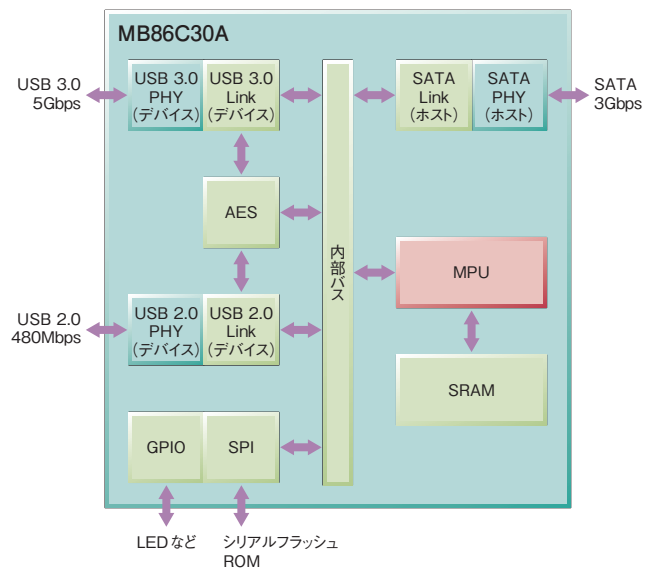 MB86C30A
USB 3.0
5Gbps
USB 3.0
PHY
(デバイス)
USB 3.0
Link
(デバイス)
SATA
Link
(ホスト)
SATA
PHY
(ホスト)
SATA
3Gbps
AES
内部バス
MPU
USB 2.0
480Mbps
USB 2.0
PHY
(デバイス)
USB 2.0
Link
(デバイス)
SRAM
GPIO
SPI
LEDなど
シリアルフラッシュ
ROM